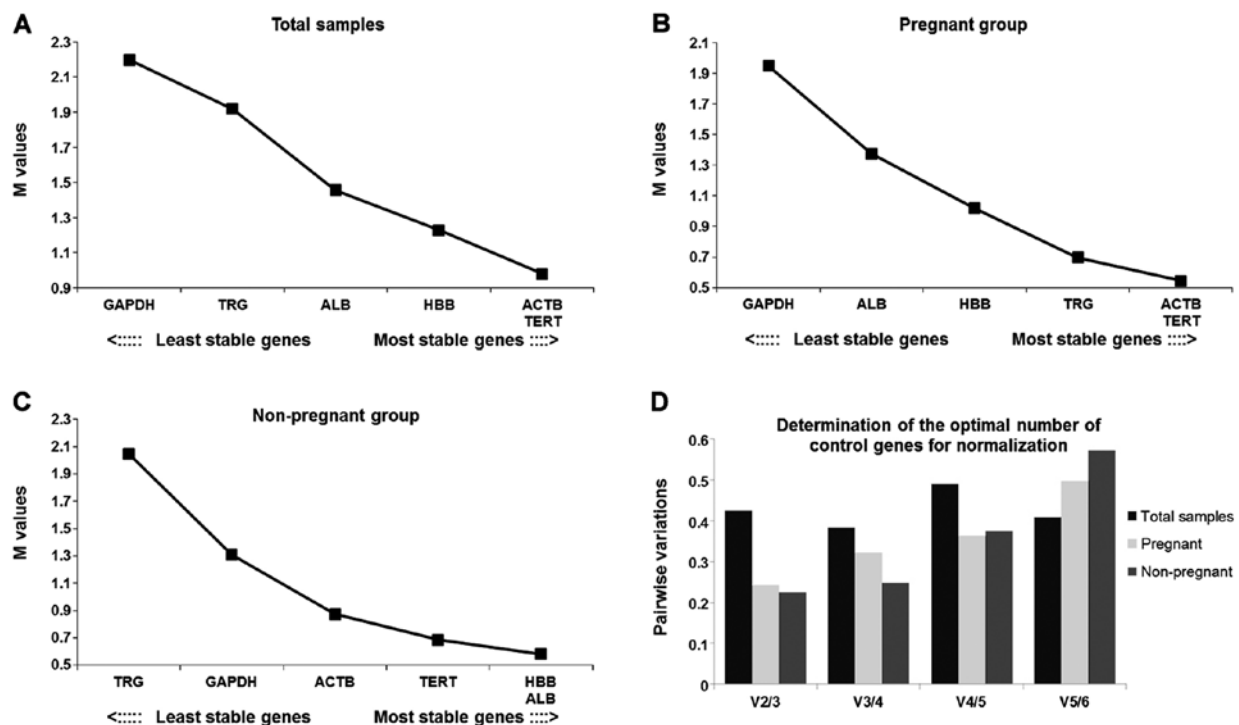 A
Total samples
M values
2.3
2.1
1.9
1.7
1.5
1.3
1.1
0.9
GAPDH TRG ALB HBB ACTB
TERT
<::::: Least stable genes Most stable genes ::::>
B
Pregnant group
M values
2.1
1.9
1.7
1.5
1.3
1.1
0.9
0.7
0.5
GAPDH ALB HBB TRG ACTB
TERT
<::::: Least stable genes Most stable genes ::::>
C
Non-pregnant group
M values
2.3
2.1
1.9
1.7
1.5
1.3
1.1
0.9
0.7
0.5
TRG GAPDH ACTB TERT HBB
ALB
<::::: Least stable genes Most stable genes ::::>
D
Determination of the optimal number of
control genes for normalization
Pairwise variations
0.6
0.5
0.4
0.3
0.2
0.1
0
V2/3 V3/4 V4/5 V5/6
Total samples
Pregnant
Non-pregnant